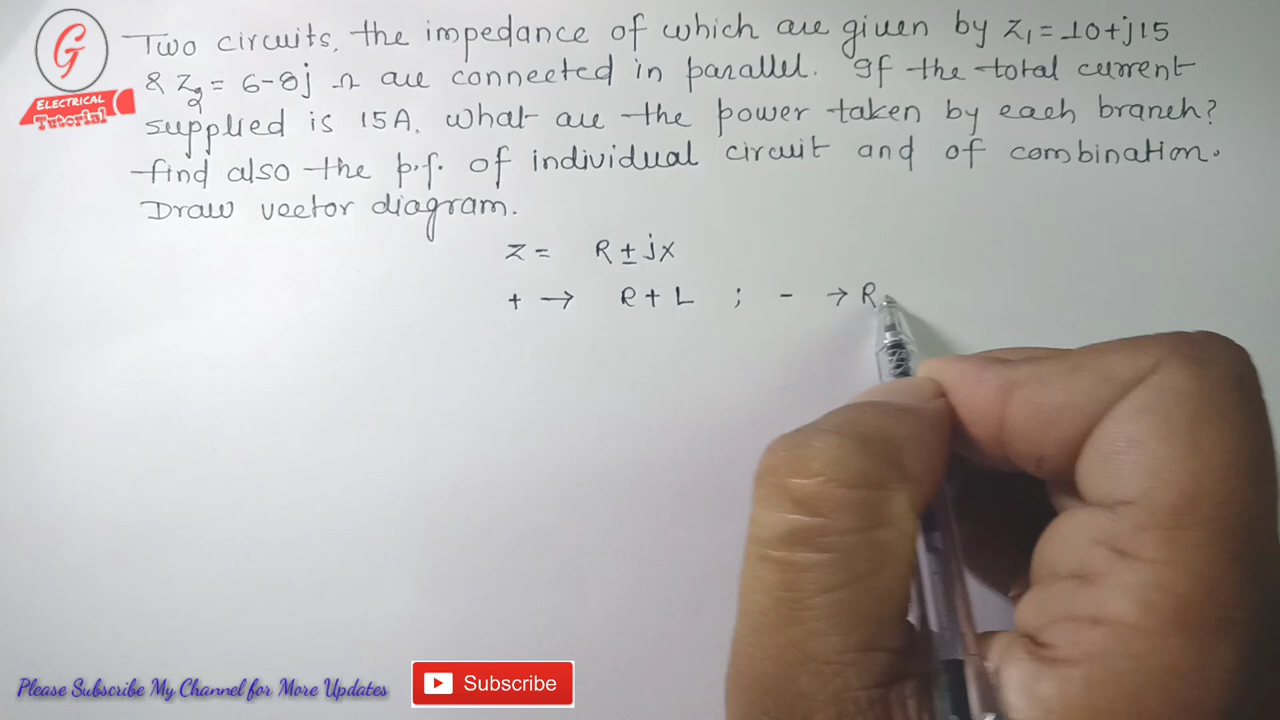 G
ELECTRICAL
Tutorial
Two circuits, the impedance of which are given by Z1 = 10+j15
& Z2 = 6-8j Ω are connected in parallel. If the total current
supplied is 15A. What are the power taken by each branch?
find also the p.f. of individual circuit and of combination.
Draw vector diagram.
Z = R ± jX
+ → R + L ; - → R
Please Subscribe My Channel for More Updates
Subscribe